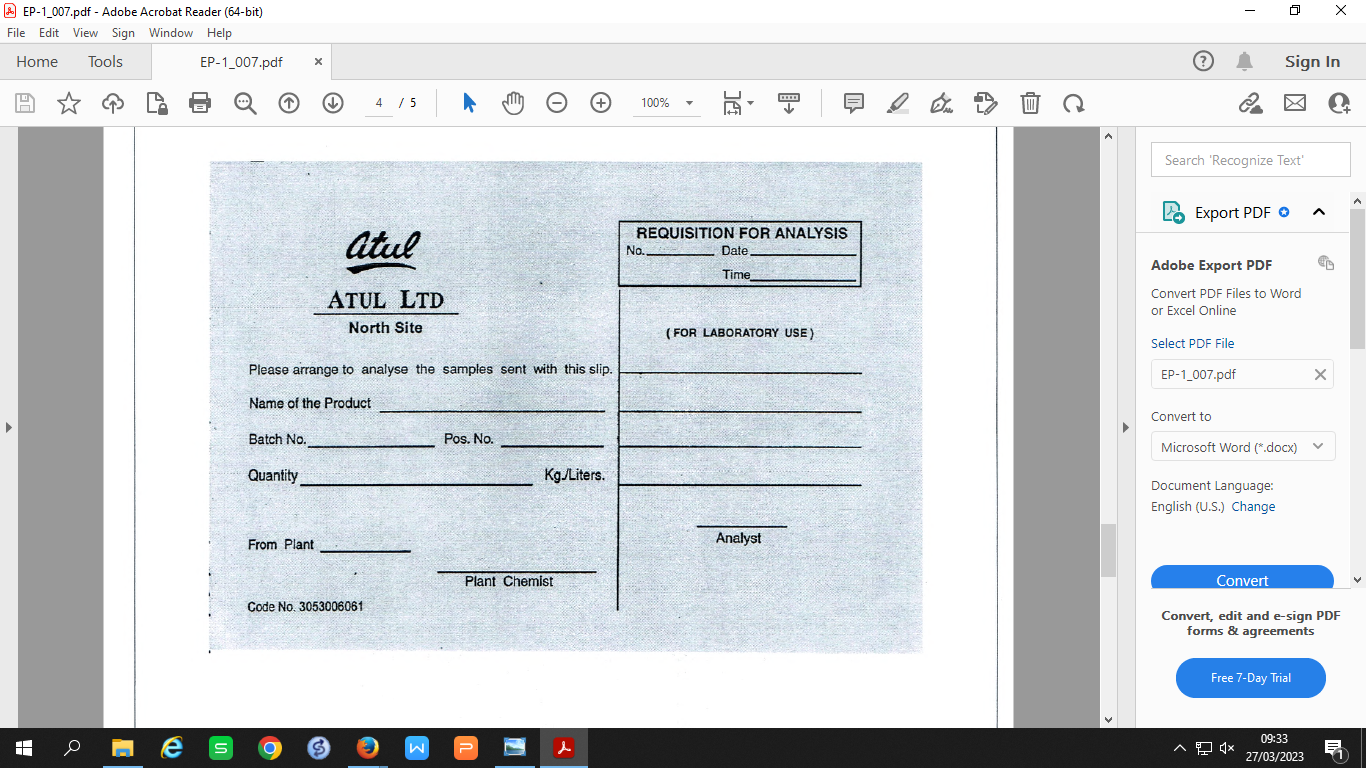 EP-1_007.pdf - Adobe Acrobat Reader (64-bit)
File Edit View Sign Window Help
Home Tools EP-1_007.pdf × Sign In
4 / 5 100%
atul
ATUL LTD
North Site
Please arrange to analyse the samples sent with this slip.
Name of the Product
Batch No. Pos. No.
Quantity Kg./Liters.
From Plant
Plant Chemist
Code No. 3053006061
REQUISITION FOR ANALYSIS
No. Date
Time
( FOR LABORATORY USE )
Analyst
Search 'Recognize Text'
Export PDF
Adobe Export PDF
Convert PDF Files to Word
or Excel Online
Select PDF File
EP-1_007.pdf
Convert to
Microsoft Word (*.docx)
Document Language:
English (U.S.) Change
Convert
Convert, edit and e-sign PDF
forms & agreements
Free 7-Day Trial
09:33
27/03/2023
1